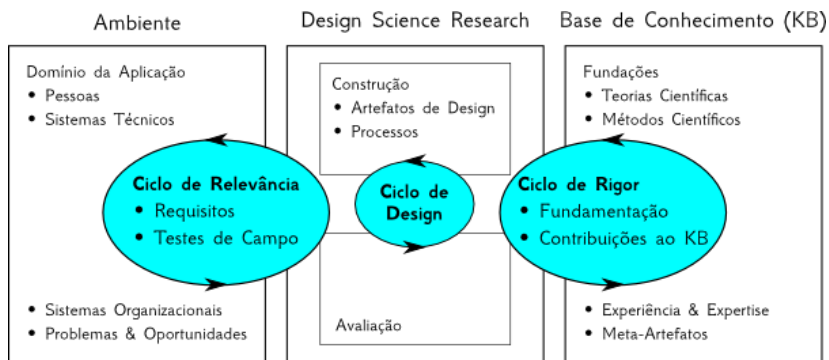 Ambiente
Domínio da Aplicação
• Pessoas
• Sistemas Técnicos
Ciclo de Relevância
• Requisitos
• Testes de Campo
• Sistemas Organizacionais
• Problemas & Oportunidades
Design Science Research
Construção
• Artefatos de Design
• Processos
Ciclo de
Design
Avaliação
Base de Conhecimento (KB)
Fundações
• Teorias Científicas
• Métodos Científicos
Ciclo de Rigor
• Fundamentação
• Contribuições ao KB
• Experiência & Expertise
• Meta-Artefatos